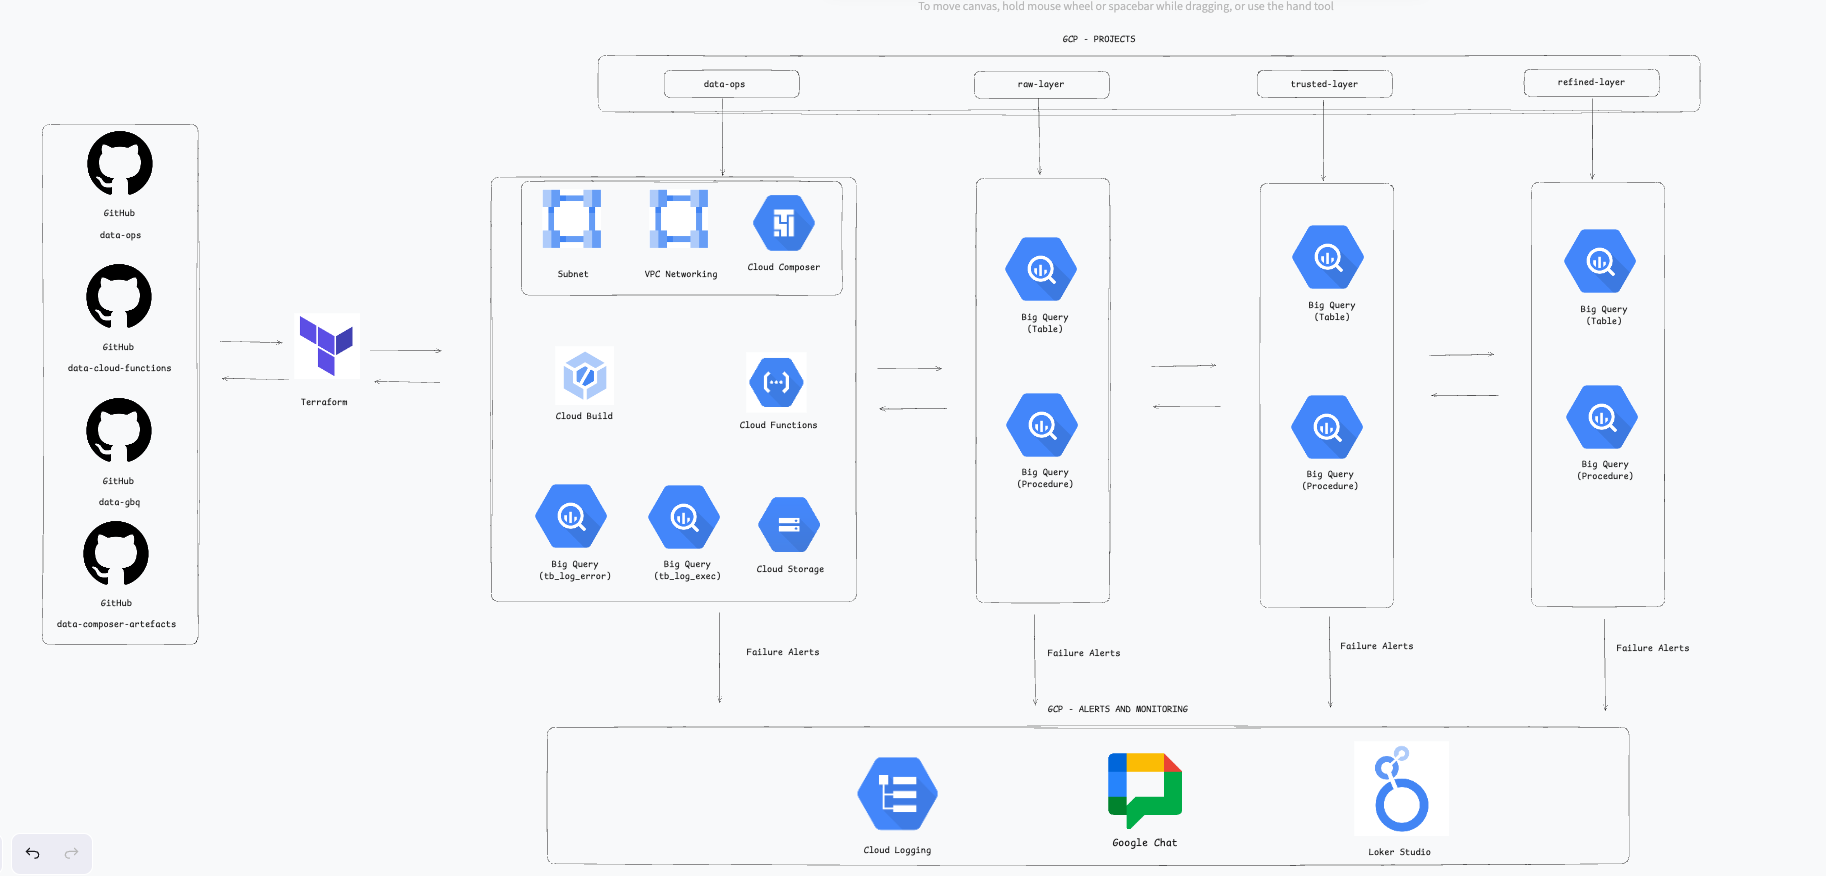 To move canvas, hold mouse wheel or spacebar while dragging, or use the hand tool
GCP - PROJECTS
data-ops
raw-layer
trusted-layer
refined-layer
GitHub
data-ops
GitHub
data-cloud-functions
GitHub
data-gbq
GitHub
data-composer-artefacts
Terraform
Subnet
VPC Networking
Cloud Composer
Cloud Build
Cloud Functions
Big Query
(tb_log_error)
Big Query
(tb_log_exec)
Cloud Storage
Big Query
(Table)
Big Query
(Procedure)
Big Query
(Table)
Big Query
(Procedure)
Big Query
(Table)
Big Query
(Procedure)
Failure Alerts
Failure Alerts
Failure Alerts
Failure Alerts
GCP - ALERTS AND MONITORING
Cloud Logging
Google Chat
Loker Studio